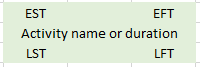 EST EFT
Activity name or duration
LST LFT